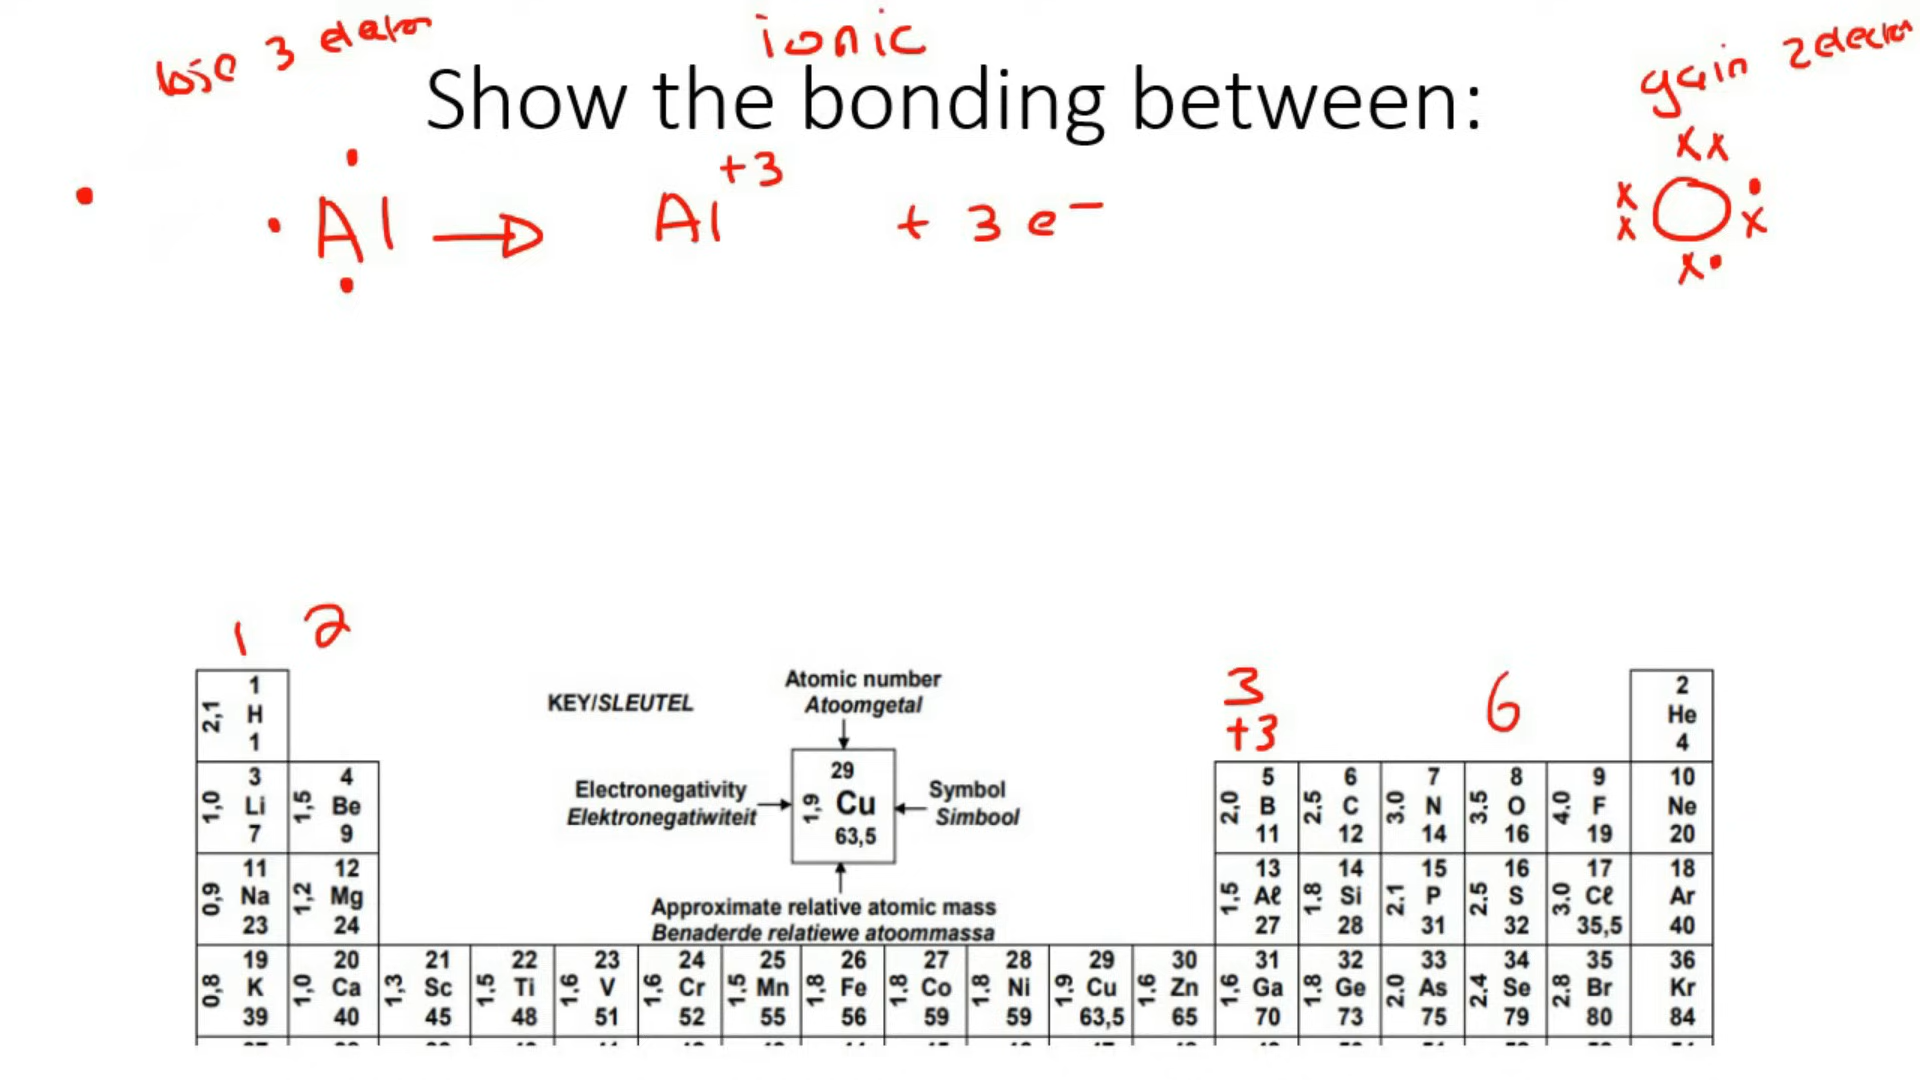 lose 3 electron
ionic
gain 2 electron
Show the bonding between:
xx
• Al → Al +3 + 3 e⁻
x
x O • x
x •
1 2
3 +3 6
KEY/SLEUTEL
Atomic number
Atoomgetal
Electronegativity
Elektronegatiwiteit
29
1,9 Cu
63,5
Symbol
Simbool
Approximate relative atomic mass
Benaderde relatiewe atoommassa
1 2
2,1 H He
1 4
3 4 5 6 7 8 9 10
1,0 Li 1,5 Be 2,0 B 2,5 C 3,0 N 3,5 O 4,0 F Ne
7 9 11 12 14 16 19 20
11 12 13 14 15 16 17 18
0,9 Na 1,2 Mg 1,5 Aℓ 1,8 Si 2,1 P 2,5 S 3,0 Cℓ Ar
23 24 27 28 31 32 35,5 40
19 20 21 22 23 24 25 26 27 28 29 30 31 32 33 34 35 36
0,8 K 1,0 Ca 1,3 Sc 1,5 Ti 1,6 V 1,6 Cr 1,5 Mn 1,8 Fe 1,8 Co 1,8 Ni 1,9 Cu 1,6 Zn 1,6 Ga 1,8 Ge 2,0 As 2,4 Se 2,8 Br Kr
39 40 45 48 51 52 55 56 59 59 63,5 65 70 73 75 79 80 84